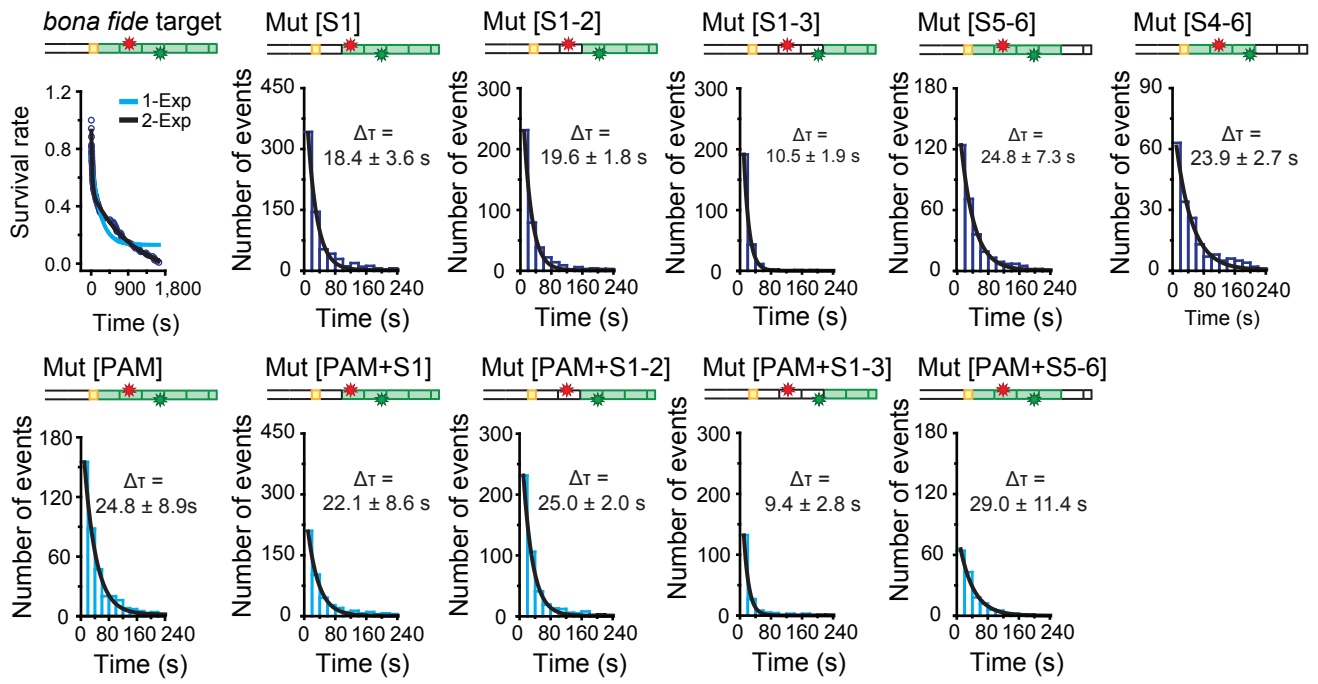 bona fide target
Survival rate
1.2
0.8
0.4
0.0
1-Exp
2-Exp
0 900 1,800
Time (s)
Mut [S1]
Number of events
450
300
150
0
Δτ =
18.4 ± 3.6 s
0 80 160 240
Time (s)
Mut [S1-2]
Number of events
300
200
100
0
Δτ =
19.6 ± 1.8 s
0 80 160 240
Time (s)
Mut [S1-3]
Number of events
300
200
100
0
Δτ =
10.5 ± 1.9 s
0 80 160 240
Time (s)
Mut [S5-6]
Number of events
180
120
60
0
Δτ =
24.8 ± 7.3 s
0 80 160 240
Time (s)
Mut [S4-6]
Number of events
90
60
30
0
Δτ =
23.9 ± 2.7 s
0 80 160 240
Time (s)
Mut [PAM]
Number of events
180
120
60
0
Δτ =
24.8 ± 8.9s
0 80 160 240
Time (s)
Mut [PAM+S1]
Number of events
450
300
150
0
Δτ =
22.1 ± 8.6 s
0 80 160 240
Time (s)
Mut [PAM+S1-2]
Number of events
300
200
100
0
Δτ =
25.0 ± 2.0 s
0 80 160 240
Time (s)
Mut [PAM+S1-3]
Number of events
300
200
100
0
Δτ =
9.4 ± 2.8 s
0 80 160 240
Time (s)
Mut [PAM+S5-6]
Number of events
180
120
60
0
Δτ =
29.0 ± 11.4 s
0 80 160 240
Time (s)